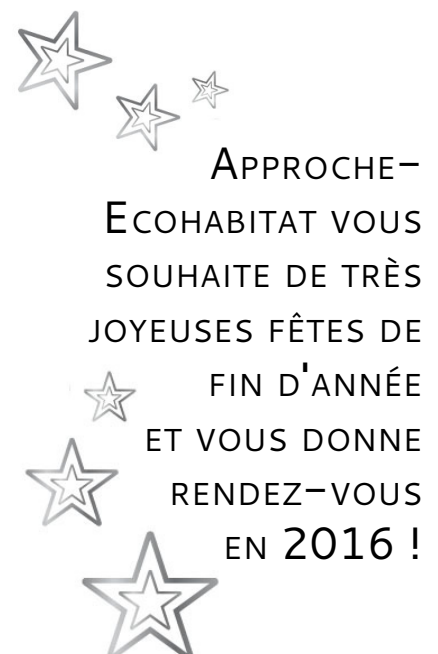 Approche-
Ecohabitat vous
souhaite de très
joyeuses fêtes de
fin d'année
et vous donne
rendez-vous
en 2016 !